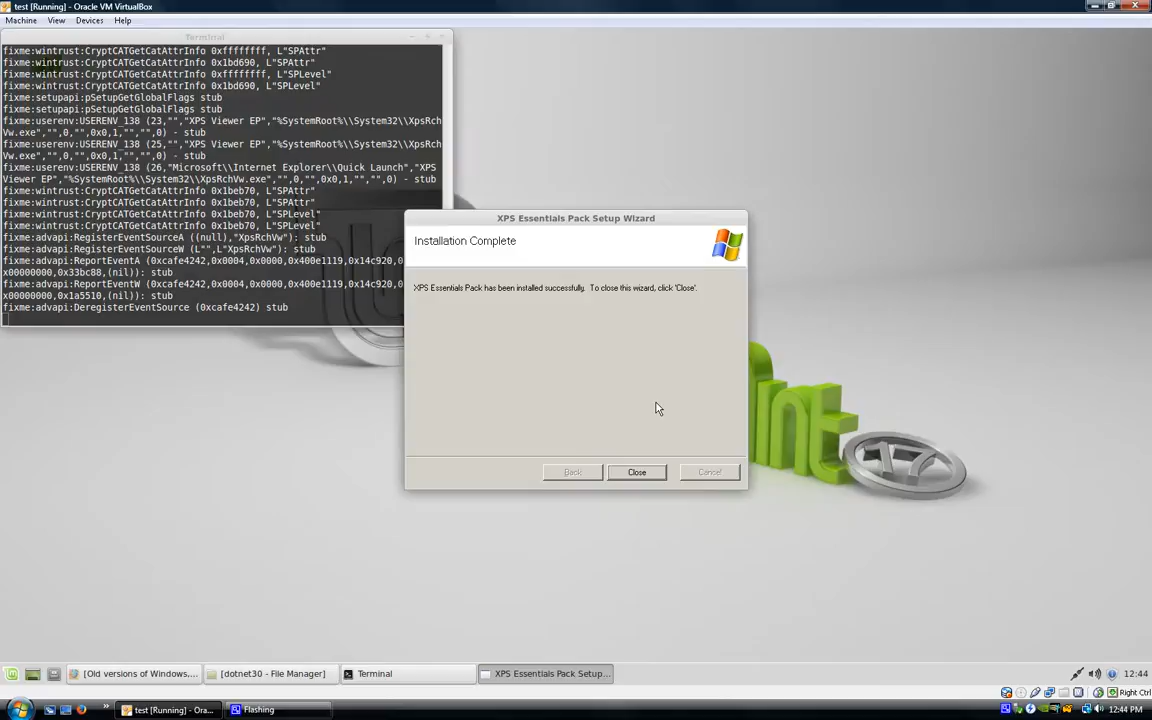 test [Running] - Oracle VM VirtualBox
Machine View Devices Help
Terminal
fixme:wintrust:CryptCATGetCatAttrInfo 0xffffffff, L"SPAttr"
fixme:wintrust:CryptCATGetCatAttrInfo 0x1bd690, L"SPAttr"
fixme:wintrust:CryptCATGetCatAttrInfo 0xffffffff, L"SPLevel"
fixme:wintrust:CryptCATGetCatAttrInfo 0x1bd690, L"SPLevel"
fixme:setupapi:pSetupGetGlobalFlags stub
fixme:setupapi:pSetupGetGlobalFlags stub
fixme:userenv:USERENV_138 (23,"","XPS Viewer EP","%SystemRoot%\\System32\\XpsRch
Vw.exe","",0,"",0x0,1,"","",0) - stub
fixme:userenv:USERENV_138 (25,"","XPS Viewer EP","%SystemRoot%\\System32\\XpsRch
Vw.exe","",0,"",0x0,1,"","",0) - stub
fixme:userenv:USERENV_138 (26,"Microsoft\\Internet Explorer\\Quick Launch","XPS
Viewer EP","%SystemRoot%\\System32\\XpsRchVw.exe","",0,"",0x0,1,"","",0) - stub
fixme:wintrust:CryptCATGetCatAttrInfo 0x1beb70, L"SPAttr"
fixme:wintrust:CryptCATGetCatAttrInfo 0x1beb70, L"SPAttr"
fixme:wintrust:CryptCATGetCatAttrInfo 0x1beb70, L"SPLevel"
fixme:wintrust:CryptCATGetCatAttrInfo 0x1beb70, L"SPLevel"
fixme:advapi:RegisterEventSourceA ((null),"XpsRchVw"): stub
fixme:advapi:RegisterEventSourceW (L"",L"XpsRchVw"): stub
fixme:advapi:ReportEventA (0xcafe4242,0x0004,0x0000,0x400e1119,0x14c920,0
x00000000,0x33bc88,(nil)): stub
fixme:advapi:ReportEventW (0xcafe4242,0x0004,0x0000,0x400e1119,0x14c920,0
x00000000,0x1a5510,(nil)): stub
fixme:advapi:DeregisterEventSource (0xcafe4242) stub
XPS Essentials Pack Setup Wizard
Installation Complete
XPS Essentials Pack has been installed successfully. To close this wizard, click 'Close'.
Back Close Cancel
17
[Old versions of Windows,... [dotnet30 - File Manager] Terminal XPS Essentials Pack Setup... 12:44
Right Ctrl
test [Running] - Ora... Flashing 12:44 PM